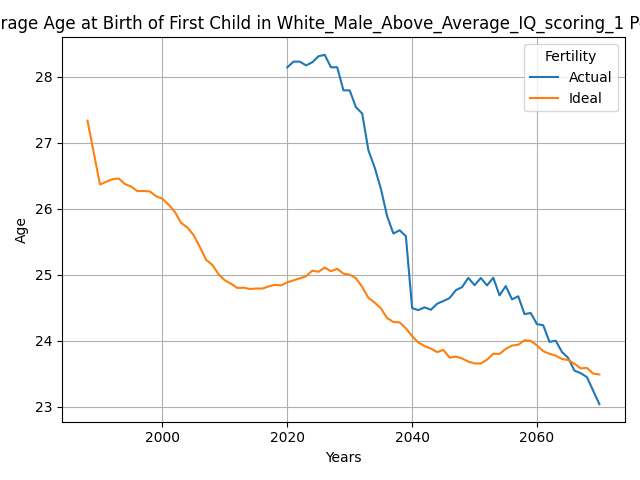 rage Age at Birth of First Child in White_Male_Above_Average_IQ_scoring_1 P
Fertility
Actual
Ideal
28
27
26
25
24
23
Age
2000 2020 2040 2060
Years